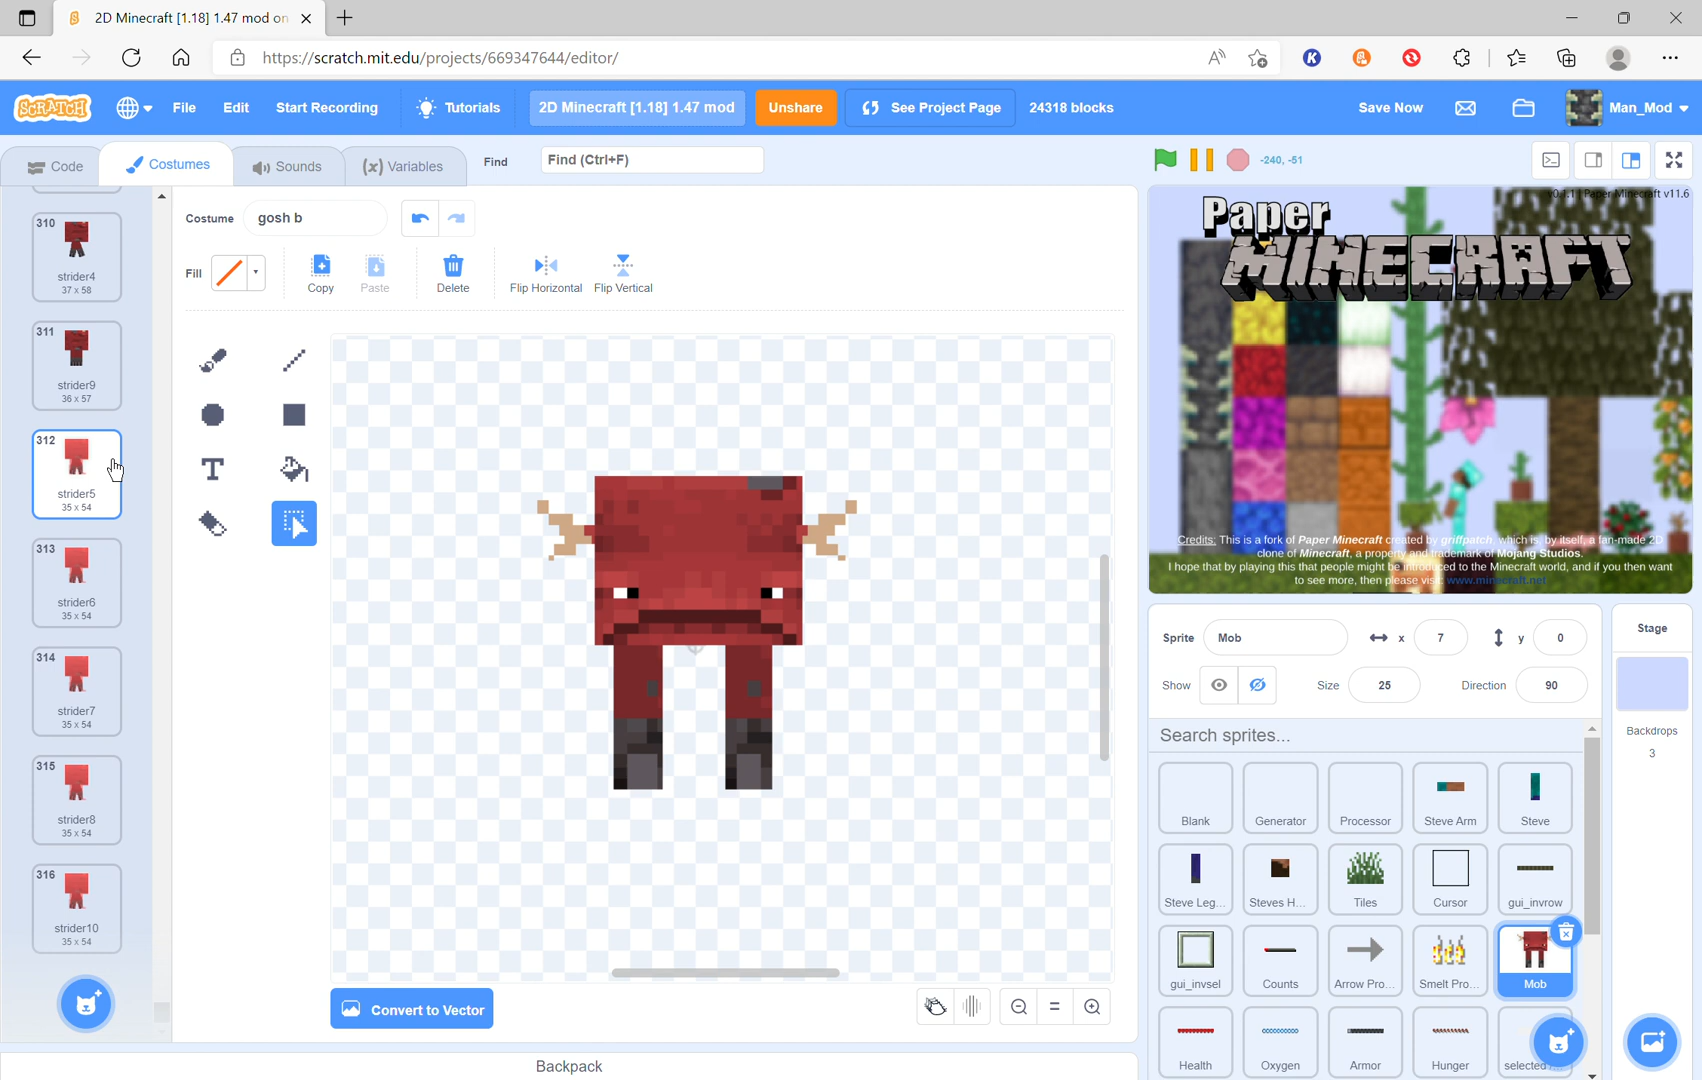 2D Minecraft [1.18] 1.47 mod on
https://scratch.mit.edu/projects/669347644/editor/
SCRATCH
File
Edit
Start Recording
Tutorials
2D Minecraft [1.18] 1.47 mod
Unshare
See Project Page
24318 blocks
Save Now
Man_Mod
Code
Costumes
Sounds
(x) Variables
Find
Find (Ctrl+F)
-240, -51
310
strider4
37 x 58
311
strider9
36 x 57
312
strider5
35 x 54
313
strider6
35 x 54
314
strider7
35 x 54
315
strider8
35 x 54
316
strider10
35 x 54
Costume
gosh b
Fill
Copy
Paste
Delete
Flip Horizontal
Flip Vertical
T
Convert to Vector
Backpack
v0.1.1 | Paper Minecraft v11.6
Paper
MINECRAFT
Credits: This is a fork of Paper Minecraft created by griffpatch, which is, by itself, a fan-made 2D
clone of Minecraft, a property and trademark of Mojang Studios.
I hope that by playing this that people might be introduced to the Minecraft world, and if you then want
to see more, then please visit: www.minecraft.net
Sprite
Mob
x
7
y
0
Show
Size
25
Direction
90
Stage
Backdrops
3
Search sprites...
Blank
Generator
Processor
Steve Arm
Steve
Steve Leg...
Steves H...
Tiles
Cursor
gui_invrow
gui_invsel
Counts
Arrow Pro...
Smelt Pro...
Mob
Health
Oxygen
Armor
Hunger
selected